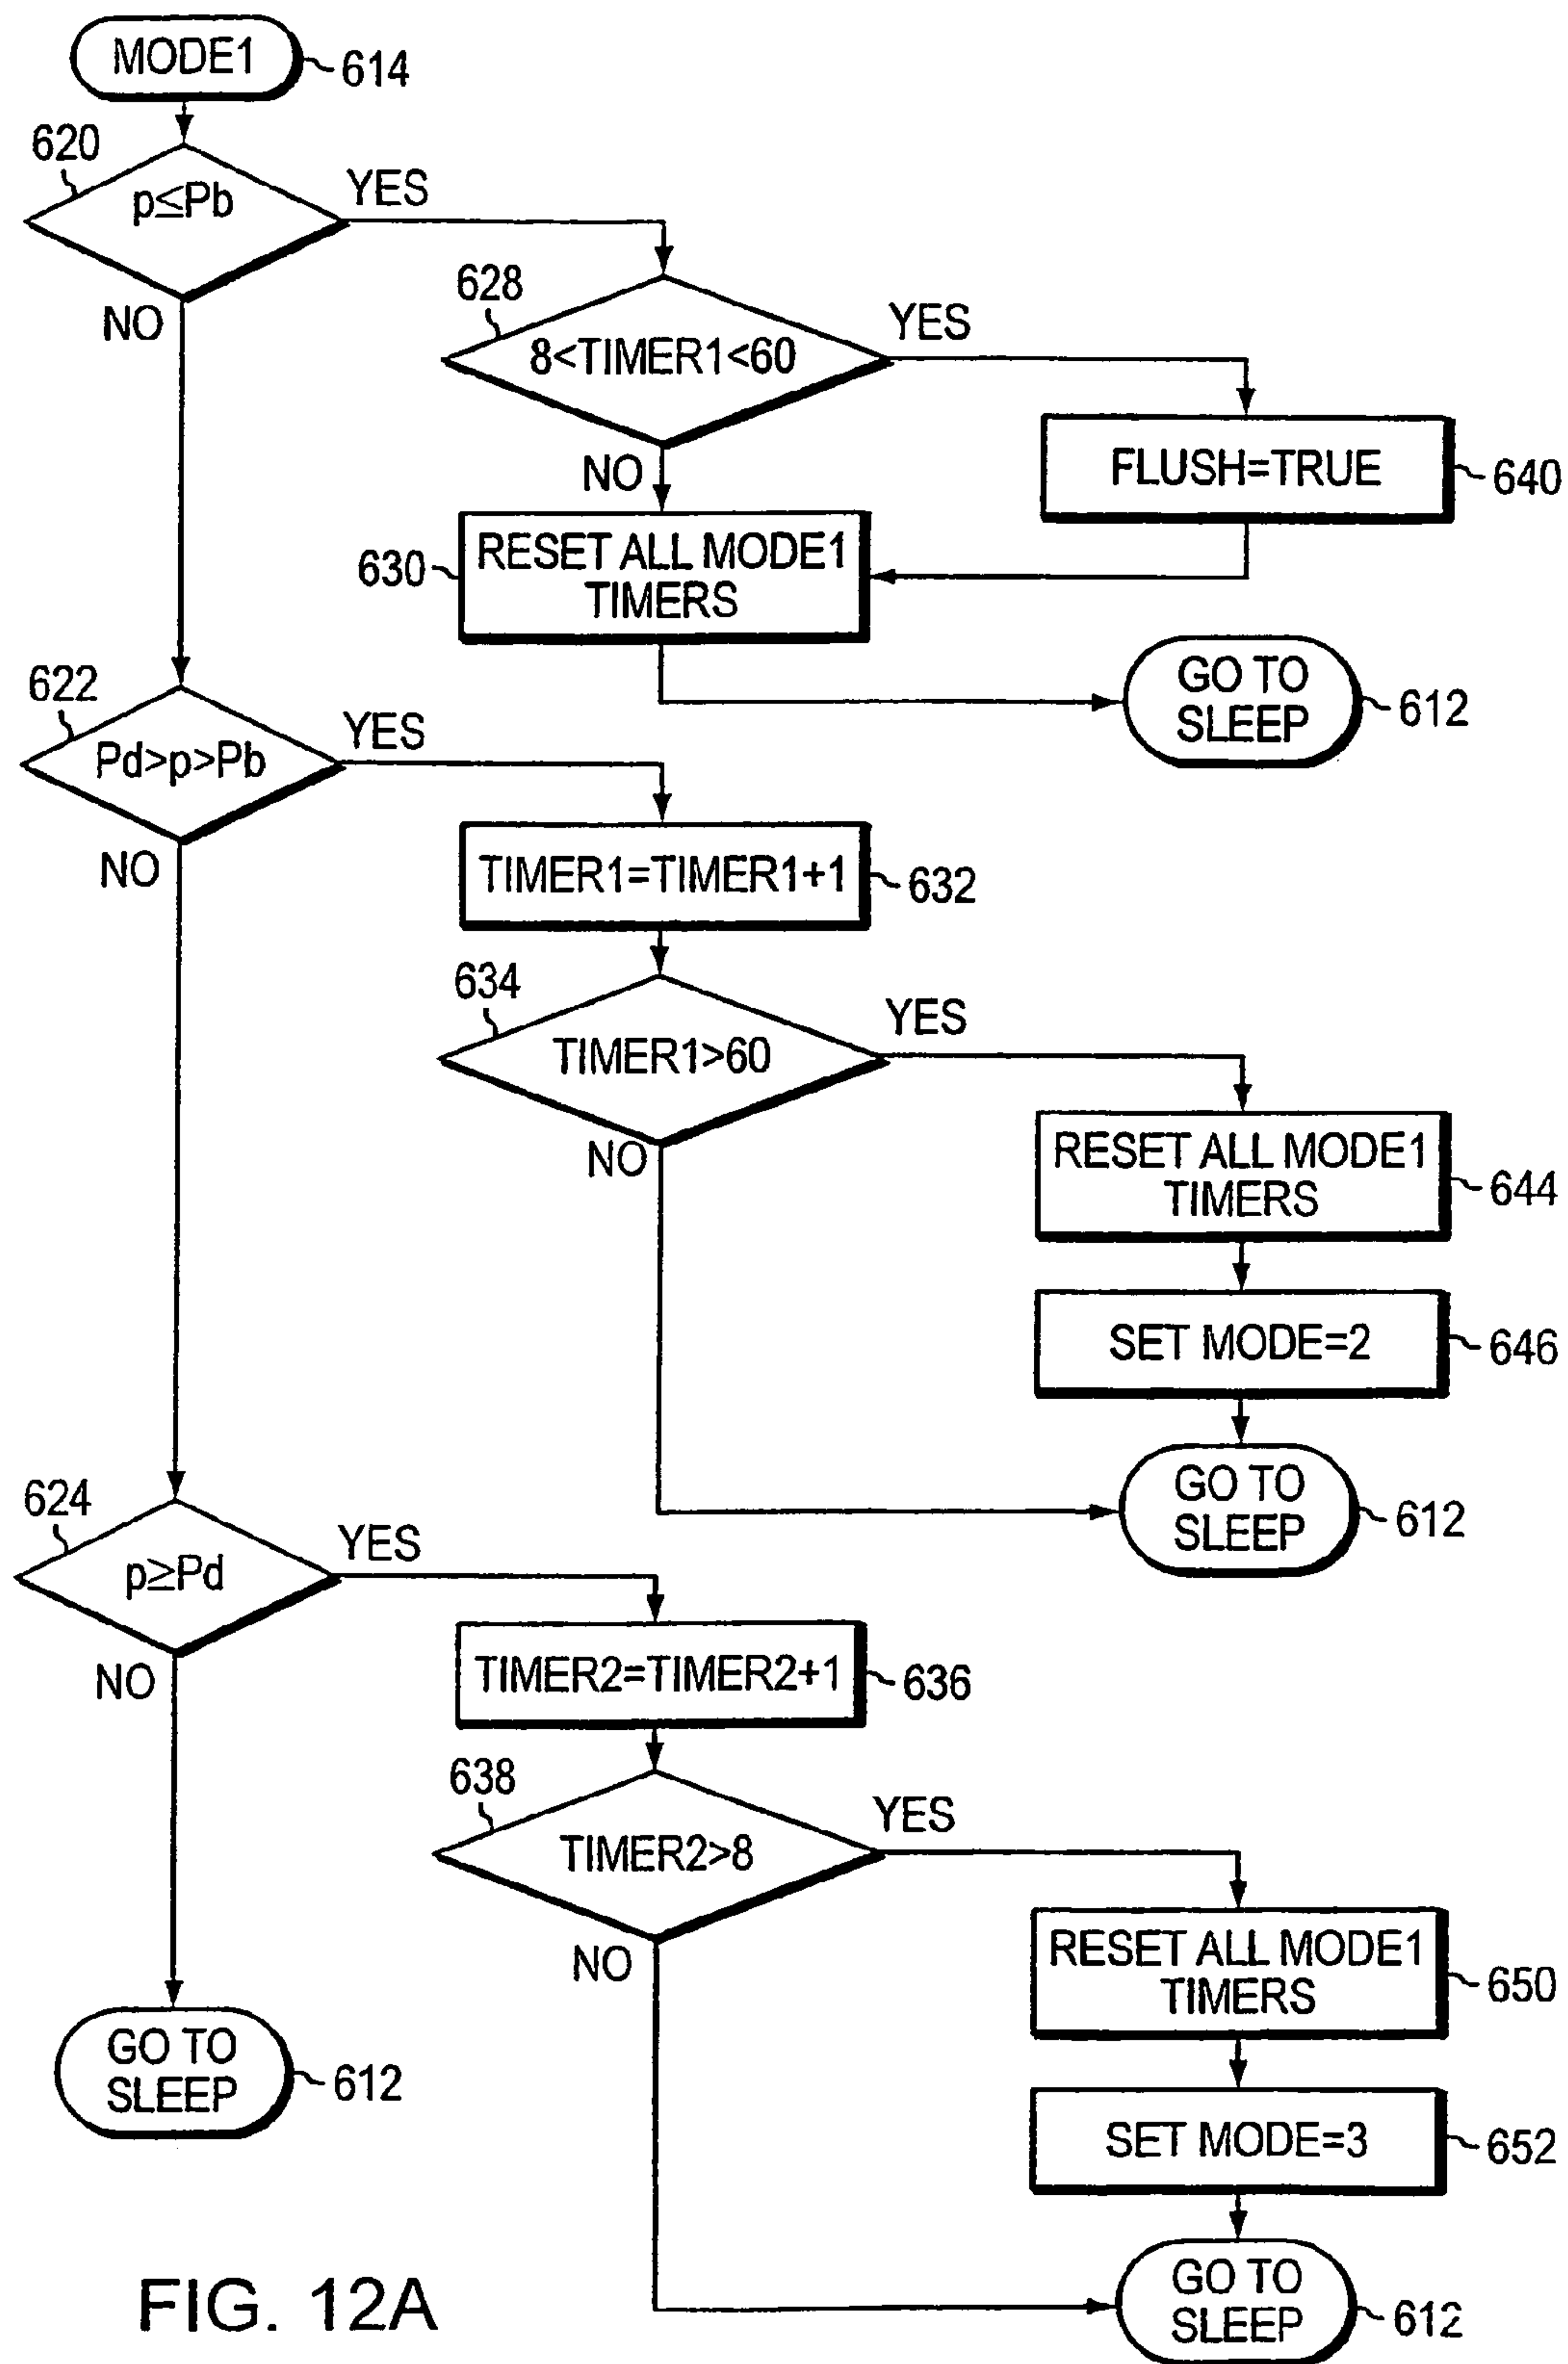 MODE1
614
620
p≤Pb
YES
NO
628
8<TIMER1<60
YES
NO
FLUSH=TRUE
640
RESET ALL MODE1
TIMERS
630
GO TO
SLEEP
612
622
Pd>p>Pb
YES
NO
TIMER1=TIMER1+1
632
634
TIMER1>60
YES
NO
RESET ALL MODE1
TIMERS
644
SET MODE=2
646
GO TO
SLEEP
612
624
p≥Pd
YES
NO
TIMER2=TIMER2+1
636
638
TIMER2>8
YES
NO
RESET ALL MODE1
TIMERS
650
GO TO
SLEEP
612
SET MODE=3
652
GO TO
SLEEP
612
FIG. 12A